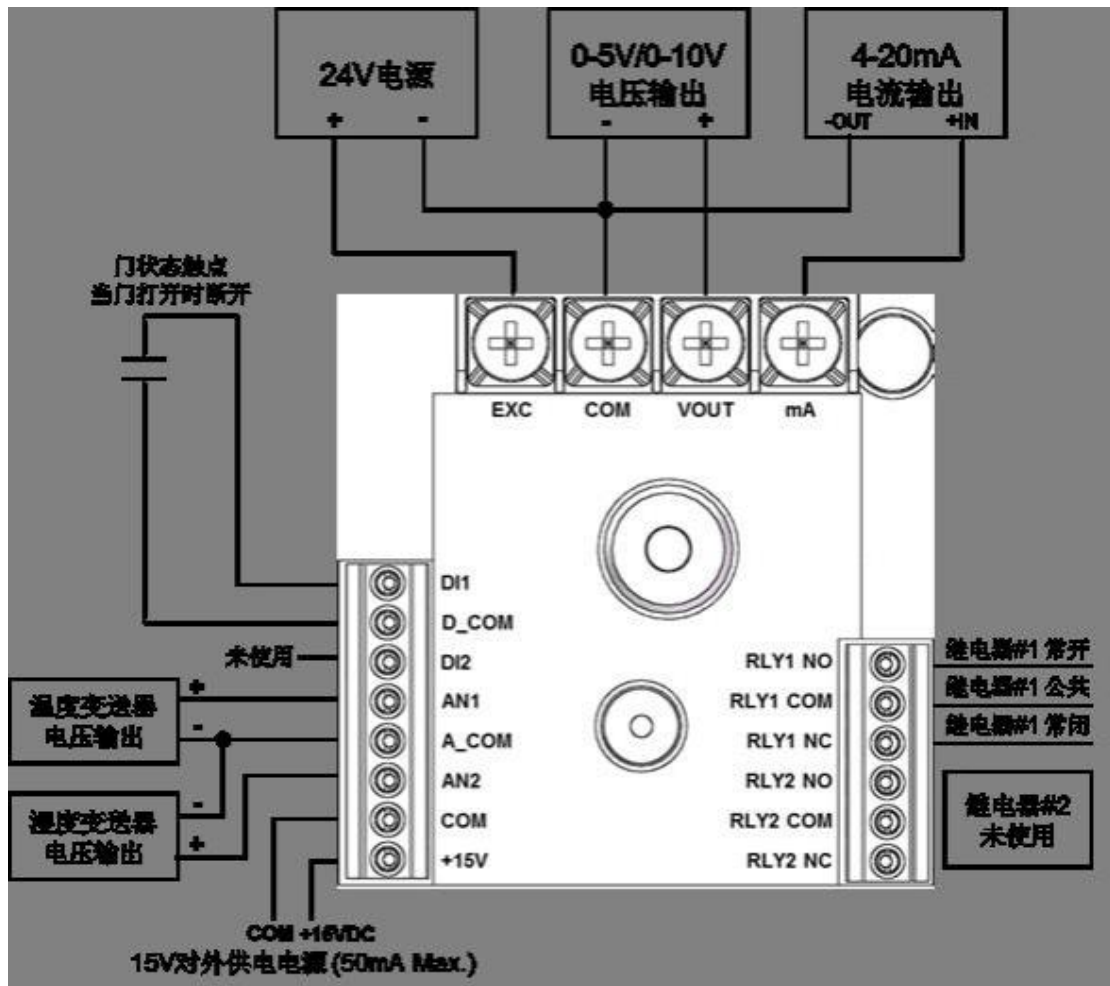 24V电源
+ -
0-5V/0-10V
电压输出
- +
4-20mA
电流输出
-OUT +IN
门状态触点
当门打开时断开
EXC COM VOUT mA
DI1
D_COM
未使用
DI2
AN1
A_COM
AN2
COM
+15V
温度变送器
电压输出
+
-
湿度变送器
电压输出
-
+
COM +15VDC
15V对外供电电源 (50mA Max.)
RLY1 NO
RLY1 COM
RLY1 NC
RLY2 NO
RLY2 COM
RLY2 NC
继电器#1 常开
继电器#1 公共
继电器#1 常闭
继电器#2
未使用